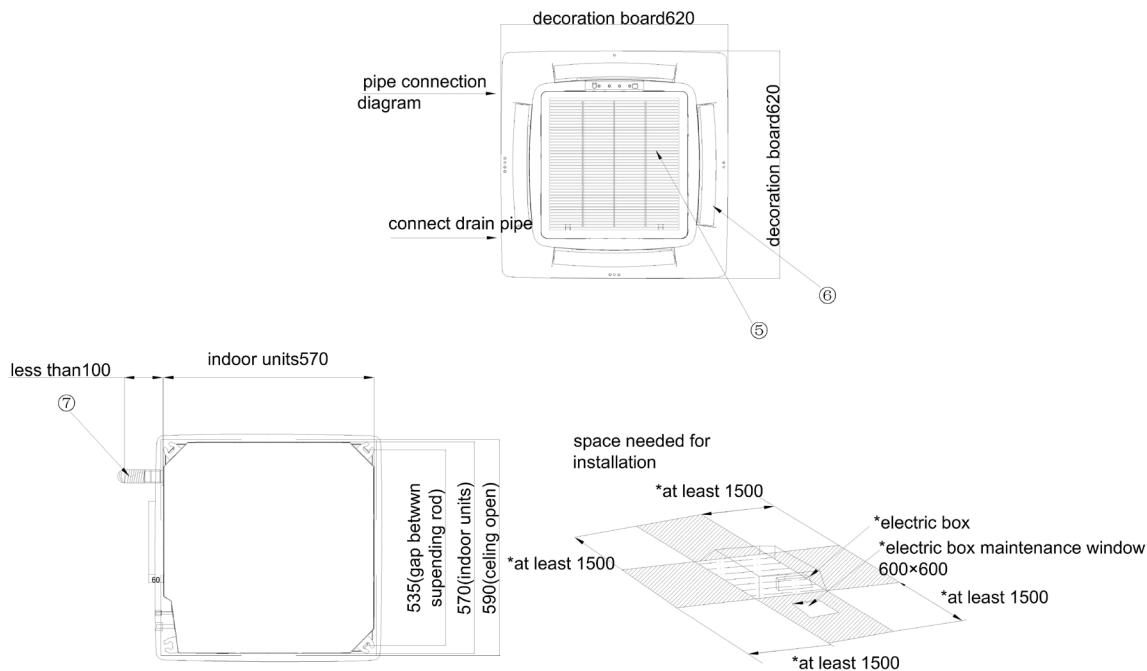 decoration board620
pipe connection
diagram
decoration board620
connect drain pipe
⑥
⑤
less than100
indoor units570
⑦
60
535(gap betwwn
supending rod)
570(indoor units)
590(celing open)
space needed for
installation
*at least 1500
*at least 1500
*electric box
*electric box maintenance window
600×600
*at least 1500
*at least 1500